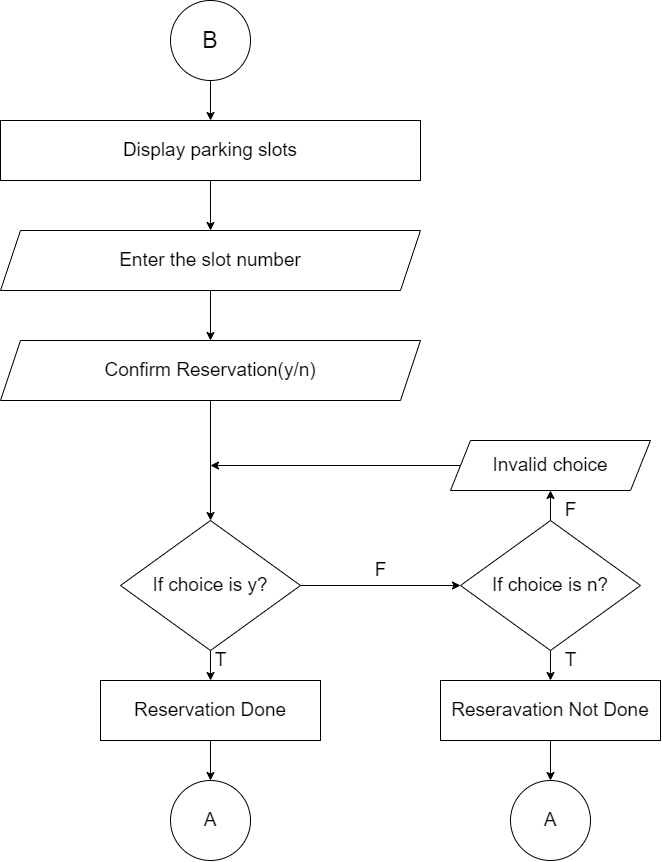 B
Display parking slots
Enter the slot number
Confirm Reservation(y/n)
Invalid choice
F
If choice is y?
F
If choice is n?
T
T
Reservation Done
Reseravation Not Done
A
A